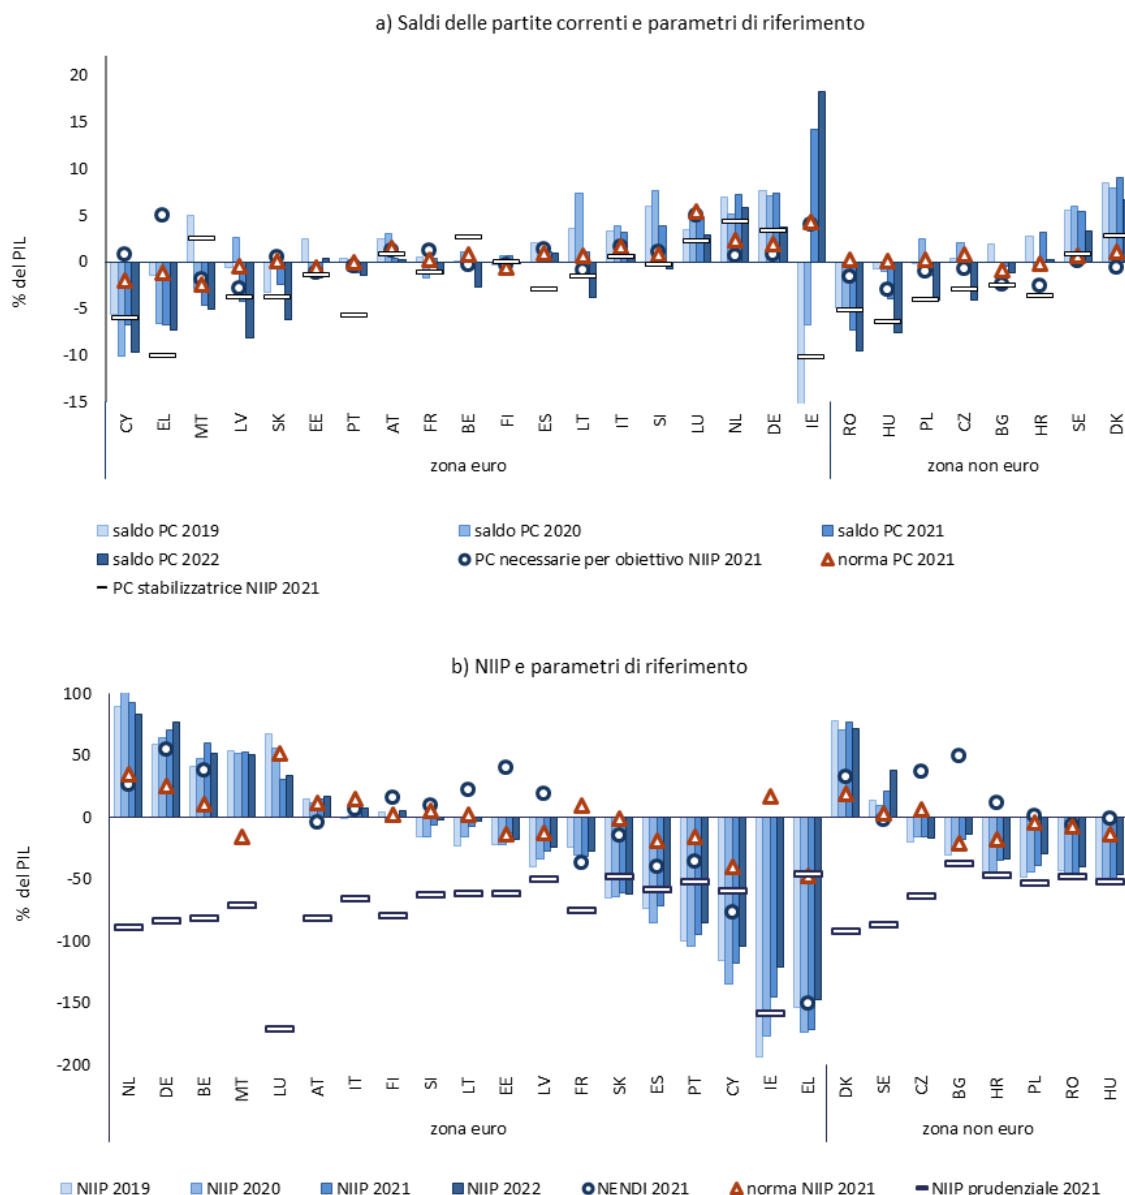 a) Saldi delle partite correnti e parametri di riferimento
% del PIL
20
15
10
5
0
-5
-10
-15
CY EL MT LV SK EE PT AT FR BE FI ES LT IT SI LU NL DE IE RO HU PL CZ BG HR SE DK
zona euro zona non euro
saldo PC 2019 saldo PC 2020 saldo PC 2021
saldo PC 2022 PC necessarie per obiettivo NIIP 2021 norma PC 2021
PC stabilizzatrice NIIP 2021
b) NIIP e parametri di riferimento
% del PIL
100
50
0
-50
-100
-150
-200
NL DE BE MT LU AT IT FI SI LT EE LV FR SK ES PT CY IE EL DK SE CZ BG HR PL RO HU
zona euro zona non euro
NIIP 2019 NIIP 2020 NIIP 2021 NIIP 2022 NENDI 2021 norma NIIP 2021 NIIP prudenziale 2021